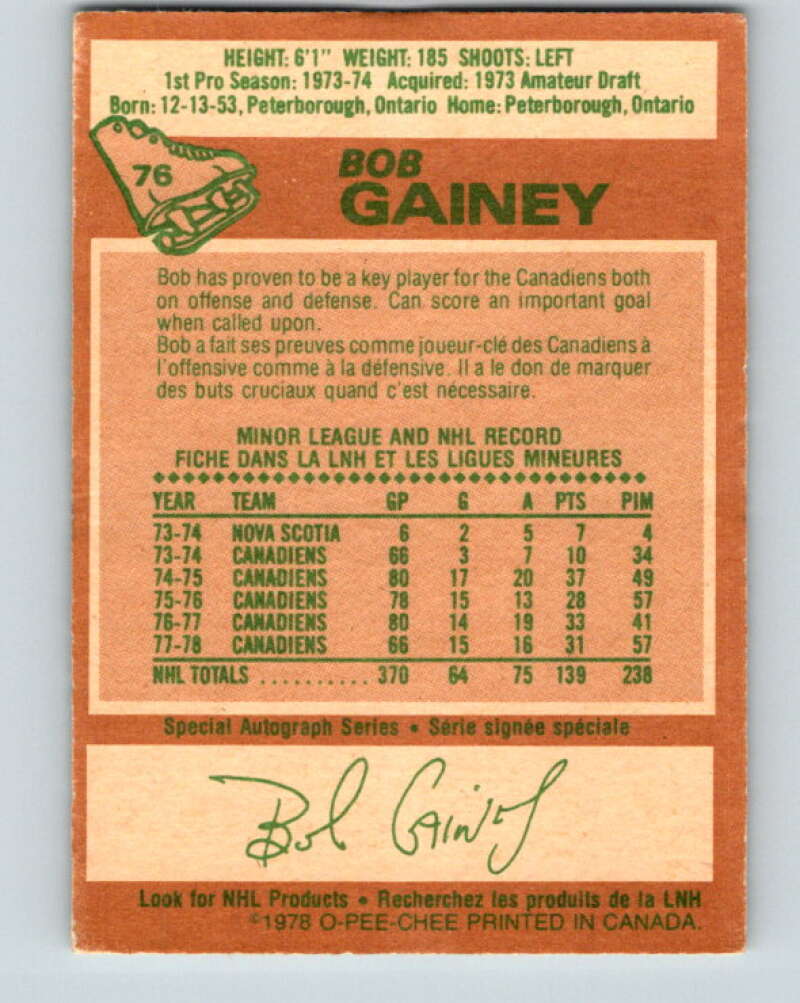 HEIGHT: 6'1" WEIGHT: 185 SHOOTS: LEFT
1st Pro Season: 1973-74 Acquired: 1973 Amateur Draft
Born: 12-13-53, Peterborough, Ontario Home: Peterborough, Ontario
76
BOB
GAINEY
Bob has proven to be a key player for the Canadiens both
on offense and defense. Can score an important goal
when called upon.
Bob a fait ses preuves comme joueur-clé des Canadiens à
l'offensive comme à la défensive. Il a le don de marquer
des buts cruciaux quand c'est nécessaire.
MINOR LEAGUE AND NHL RECORD
FICHE DANS LA LNH ET LES LIGUES MINEURES
YEAR TEAM GP G A PTS PIM
73-74 NOVA SCOTIA 6 2 5 7 4
73-74 CANADIENS 66 3 7 10 34
74-75 CANADIENS 80 17 20 37 49
75-76 CANADIENS 78 15 13 28 57
76-77 CANADIENS 80 14 19 33 41
77-78 CANADIENS 66 15 16 31 57
NHL TOTALS .......... 370 64 75 139 238
Special Autograph Series • Série signée spéciale
Bob Gainey
Look for NHL Products • Recherchez les produits de la LNH
©1978 O-PEE-CHEE PRINTED IN CANADA.